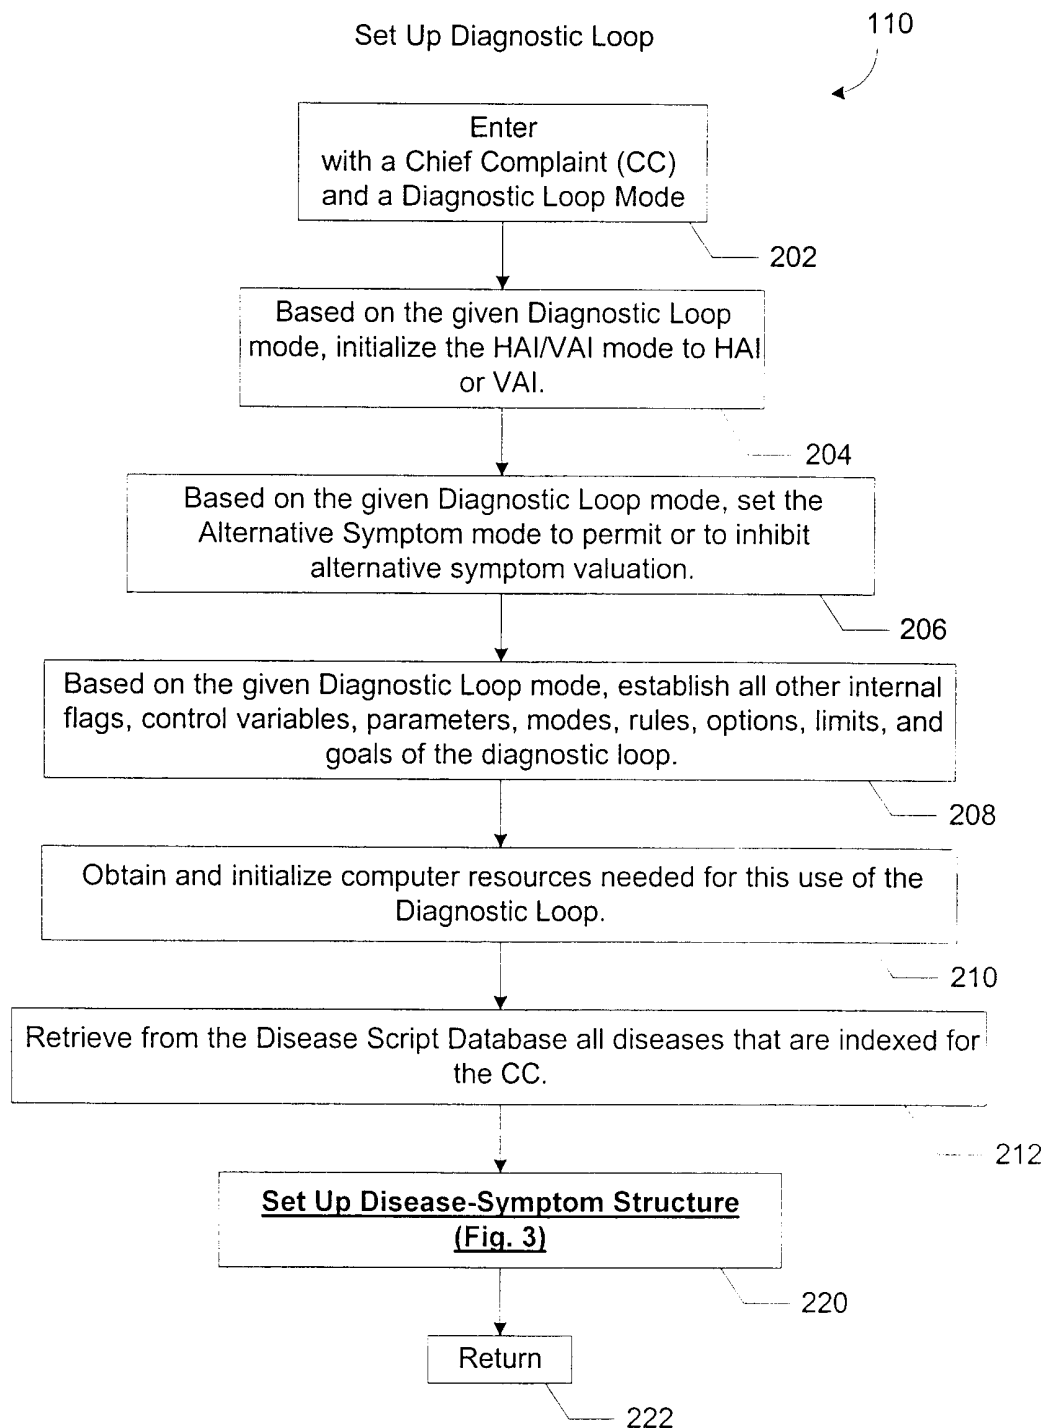 Set Up Diagnostic Loop
110
Enter
with a Chief Complaint (CC)
and a Diagnostic Loop Mode
202
Based on the given Diagnostic Loop
mode, initialize the HAI/VAI mode to HAI
or VAI.
204
Based on the given Diagnostic Loop mode, set the
Alternative Symptom mode to permit or to inhibit
alternative symptom valuation.
206
Based on the given Diagnostic Loop mode, establish all other internal
flags, control variables, parameters, modes, rules, options, limits, and
goals of the diagnostic loop.
208
Obtain and initialize computer resources needed for this use of the
Diagnostic Loop.
210
Retrieve from the Disease Script Database all diseases that are indexed for
the CC.
212
Set Up Disease-Symptom Structure
(Fig. 3)
220
Return
222